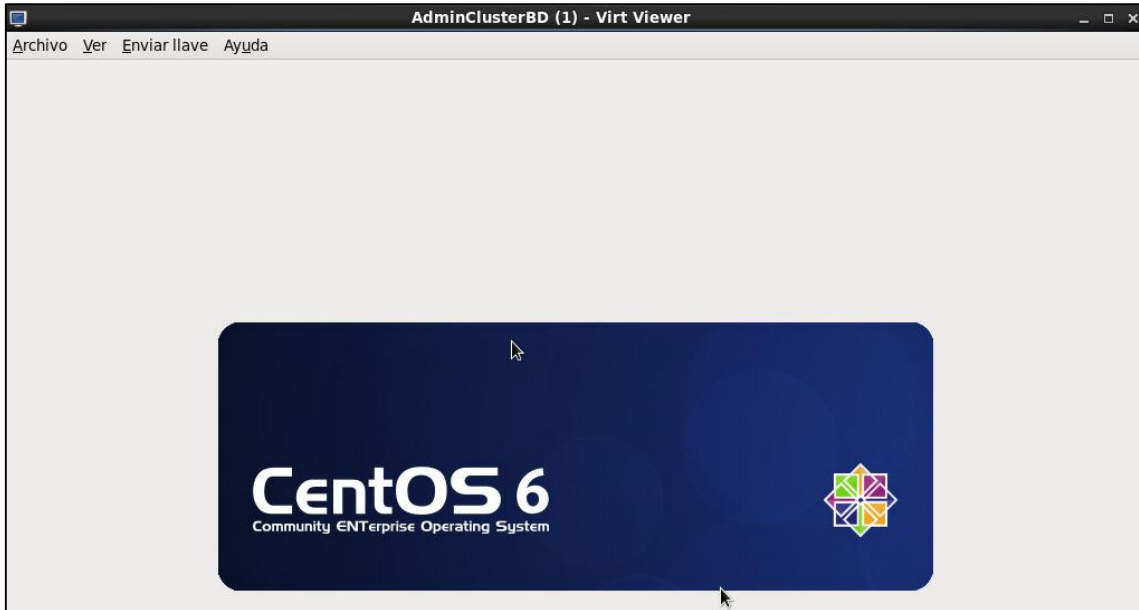 AdminClusterBD (1) - Virt Viewer
Archivo Ver Enviar llave Ayuda
CentOS 6
Community ENTerprise Operating System